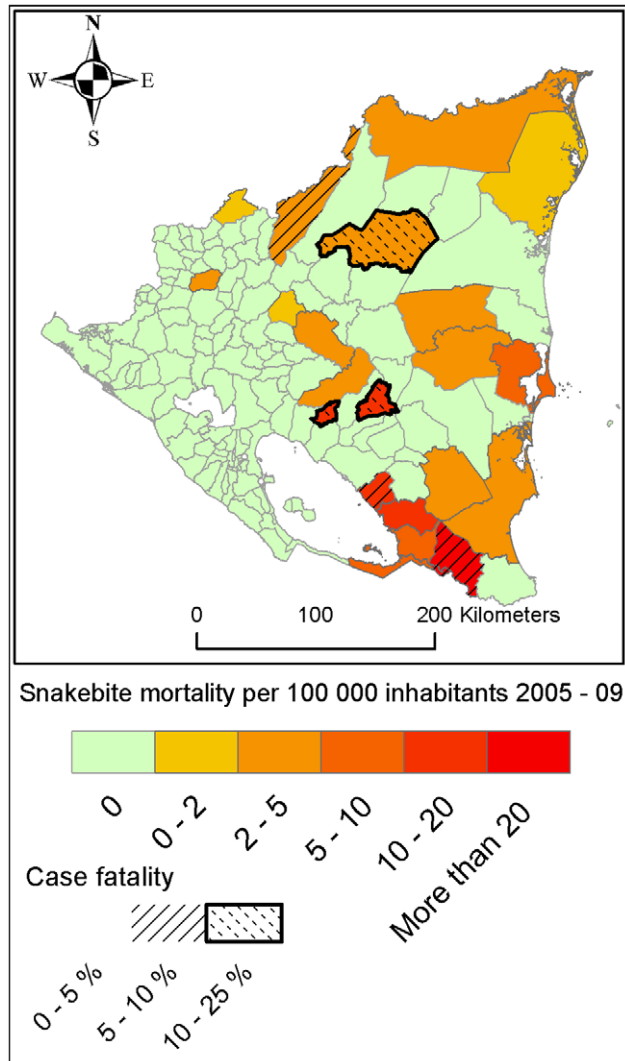 N
W E
S
0 100 200 Kilometers
Snakebite mortality per 100 000 inhabitants 2005 - 09
0 0 - 2 2 - 5 5 - 10 10 - 20 More than 20
Case fatality
0 - 5 % 5 - 10 % 10 - 25 %